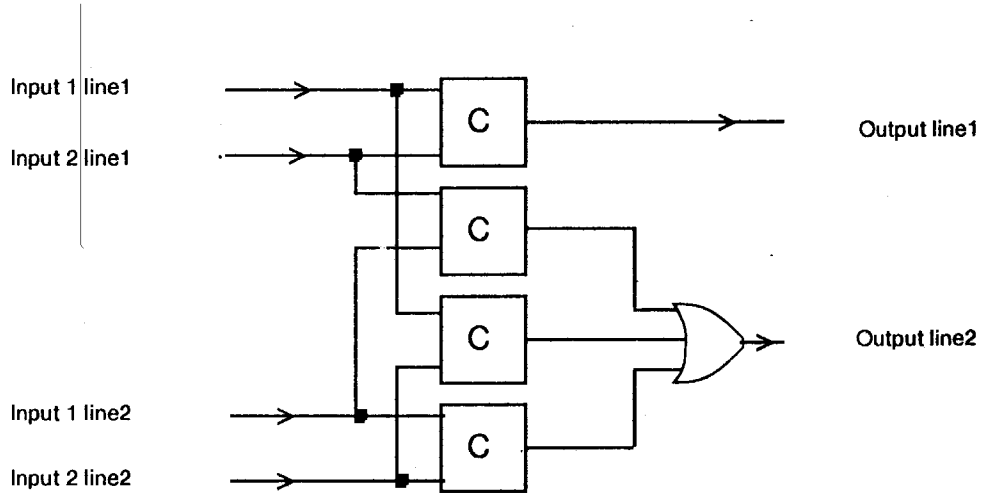 Input 1 line1
Input 2 line1
C
Output line1
C
C
Output line2
Input 1 line2
Input 2 line2
C